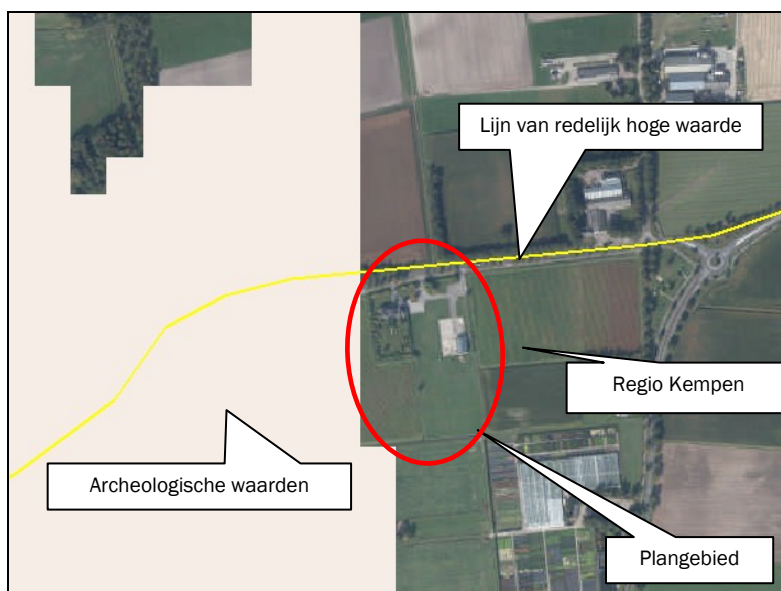 Lijn van redelijk hoge waarde
Regio Kempen
Archeologische waarden
Plangebied